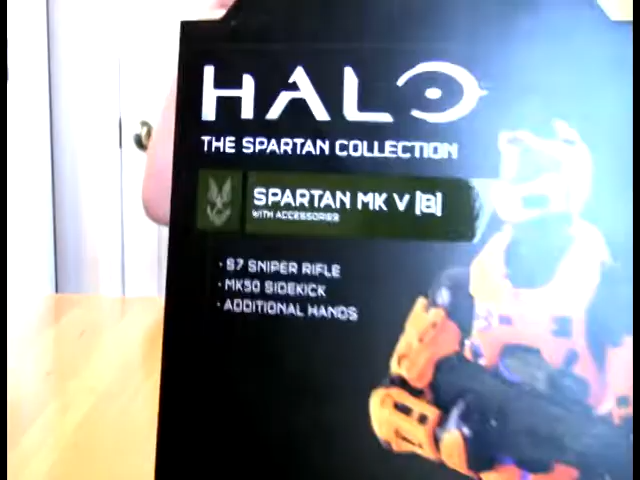 HALO
THE SPARTAN COLLECTION
SPARTAN MK V [B]
WITH ACCESSORIES
· S7 SNIPER RIFLE
· MK50 SIDEKICK
· ADDITIONAL HANDS